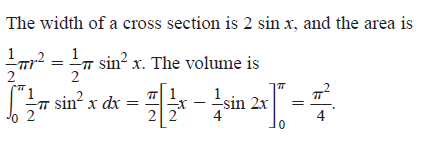 The width of a cross section is 2 sin x, and the area is
1/2 πr² = 1/2 π sin² x. The volume is
∫₀^π 1/2 π sin² x dx = π/2 [1/2 x − 1/4 sin 2x]₀^π = π²/4.